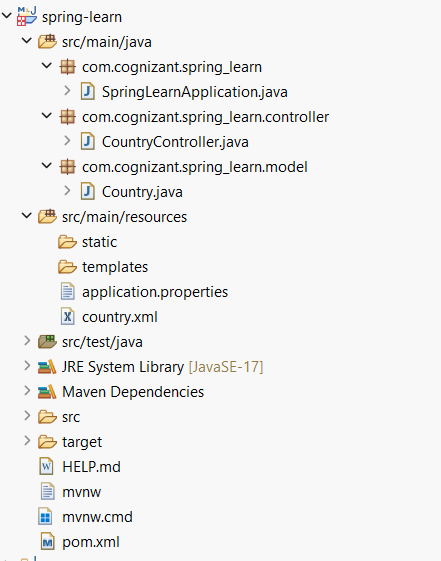 spring-learn
src/main/java
com.cognizant.spring_learn
SpringLearnApplication.java
com.cognizant.spring_learn.controller
CountryController.java
com.cognizant.spring_learn.model
Country.java
src/main/resources
static
templates
application.properties
country.xml
src/test/java
JRE System Library [JavaSE-17]
Maven Dependencies
src
target
HELP.md
mvnw
mvnw.cmd
pom.xml